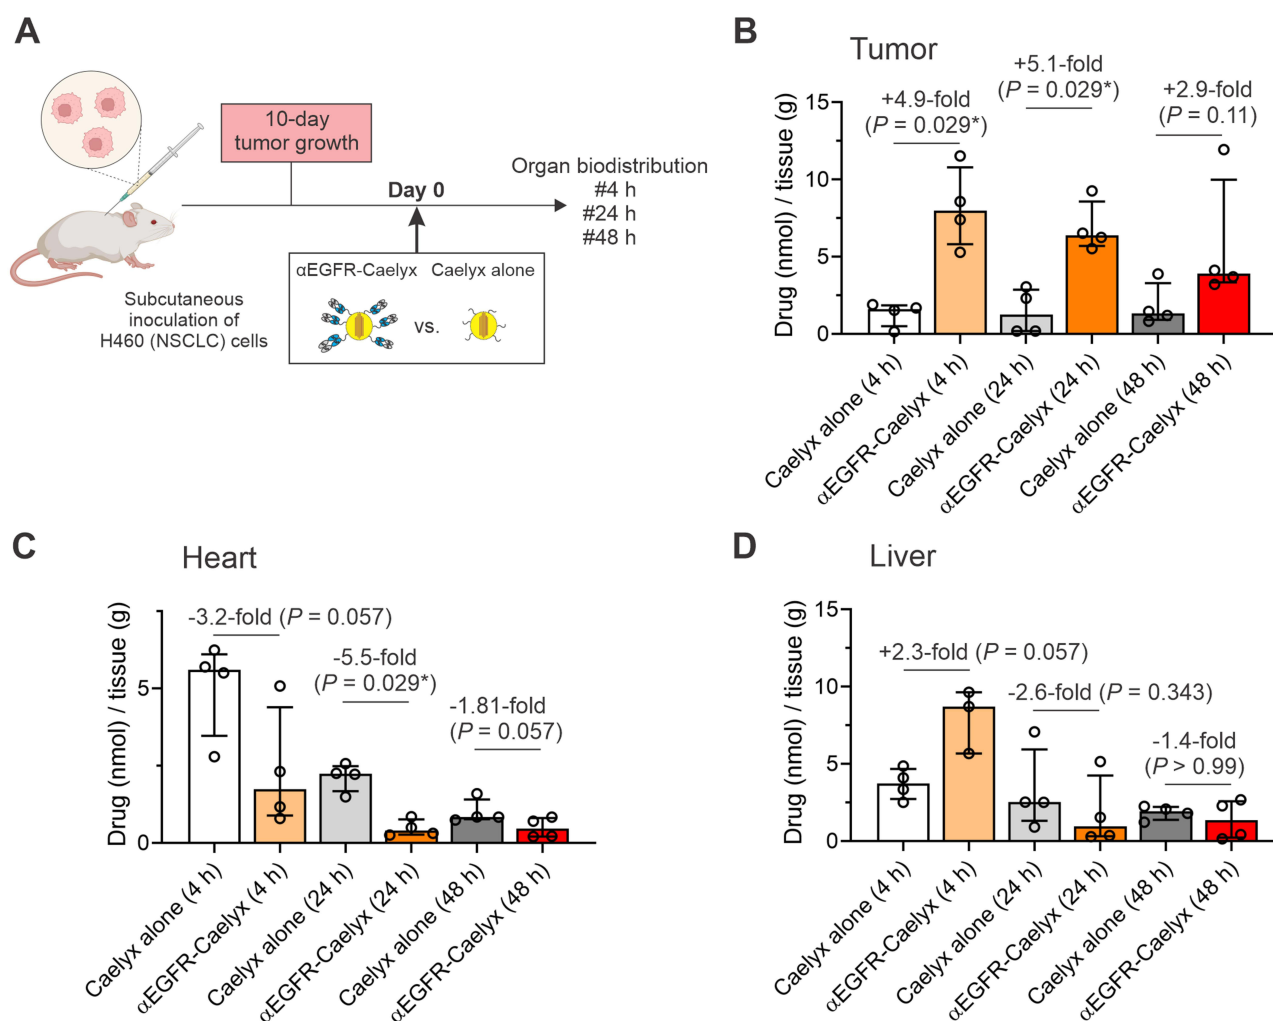 A
10-day
tumor growth
Day 0
Organ biodistribution
#4 h
#24 h
#48 h
αEGFR-Caelyx Caelyx alone
vs.
Subcutaneous
inoculation of
H460 (NSCLC) cells
B
Tumor
+4.9-fold
(P = 0.029*)
+5.1-fold
(P = 0.029*)
+2.9-fold
(P = 0.11)
Drug (nmol) / tissue (g)
15
10
5
0
Caelyx alone (4 h)
αEGFR-Caelyx (4 h)
Caelyx alone (24 h)
αEGFR-Caelyx (24 h)
Caelyx alone (48 h)
αEGFR-Caelyx (48 h)
C
Heart
-3.2-fold (P = 0.057)
-5.5-fold
(P = 0.029*)
-1.81-fold
(P = 0.057)
Drug (nmol) / tissue (g)
5
0
Caelyx alone (4 h)
αEGFR-Caelyx (4 h)
Caelyx alone (24 h)
αEGFR-Caelyx (24 h)
Caelyx alone (48 h)
αEGFR-Caelyx (48 h)
D
Liver
+2.3-fold (P = 0.057)
-2.6-fold (P = 0.343)
-1.4-fold
(P > 0.99)
Drug (nmol) / tissue (g)
15
10
5
0
Caelyx alone (4 h)
αEGFR-Caelyx (4 h)
Caelyx alone (24 h)
αEGFR-Caelyx (24 h)
Caelyx alone (48 h)
αEGFR-Caelyx (48 h)